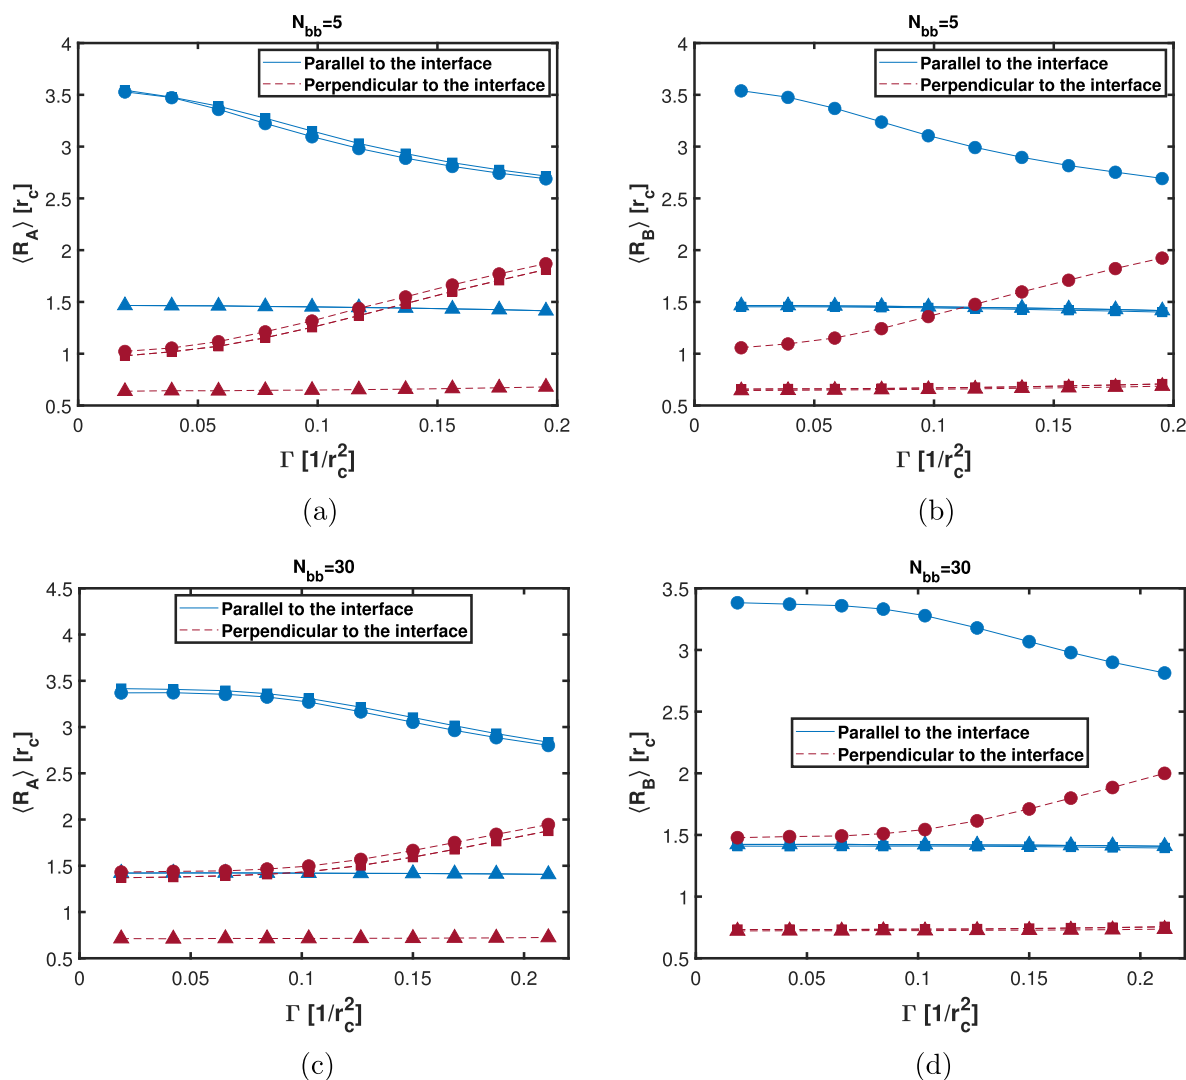 N_bb=5
4
3.5
3
2.5
2
1.5
1
0.5
⟨R_A⟩ [r_c]
Parallel to the interface
Perpendicular to the interface
0 0.05 0.1 0.15 0.2
Γ [1/r_c^2]
(a)
N_bb=5
4
3.5
3
2.5
2
1.5
1
0.5
⟨R_B⟩ [r_c]
Parallel to the interface
Perpendicular to the interface
0 0.05 0.1 0.15 0.2
Γ [1/r_c^2]
(b)
N_bb=30
4.5
4
3.5
3
2.5
2
1.5
1
0.5
⟨R_A⟩ [r_c]
Parallel to the interface
Perpendicular to the interface
0 0.05 0.1 0.15 0.2
Γ [1/r_c^2]
(c)
N_bb=30
3.5
3
2.5
2
1.5
1
0.5
⟨R_B⟩ [r_c]
Parallel to the interface
Perpendicular to the interface
0 0.05 0.1 0.15 0.2
Γ [1/r_c^2]
(d)